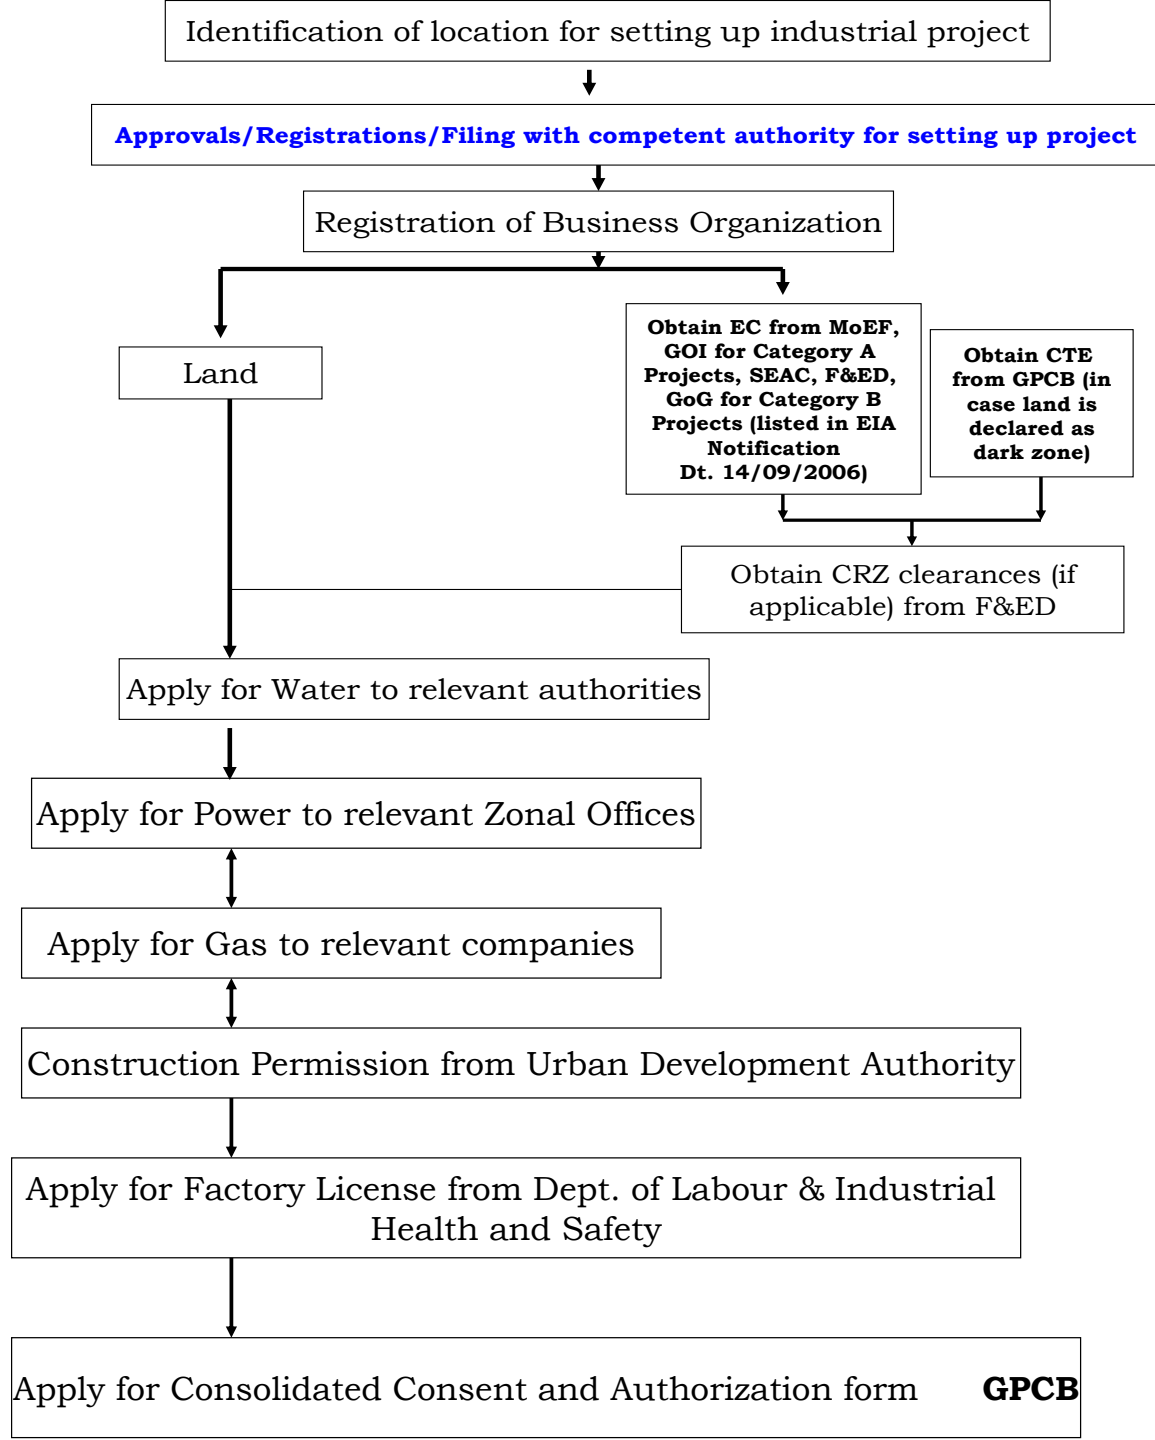 Identification of location for setting up industrial project
Approvals/Registrations/Filing with competent authority for setting up project
Registration of Business Organization
Land
Obtain EC from MoEF,
GOI for Category A
Projects, SEAC, F&ED,
GoG for Category B
Projects (listed in EIA
Notification
Dt. 14/09/2006)
Obtain CTE
from GPCB (in
case land is
declared as
dark zone)
Obtain CRZ clearances (if
applicable) from F&ED
Apply for Water to relevant authorities
Apply for Power to relevant Zonal Offices
Apply for Gas to relevant companies
Construction Permission from Urban Development Authority
Apply for Factory License from Dept. of Labour & Industrial
Health and Safety
Apply for Consolidated Consent and Authorization form GPCB